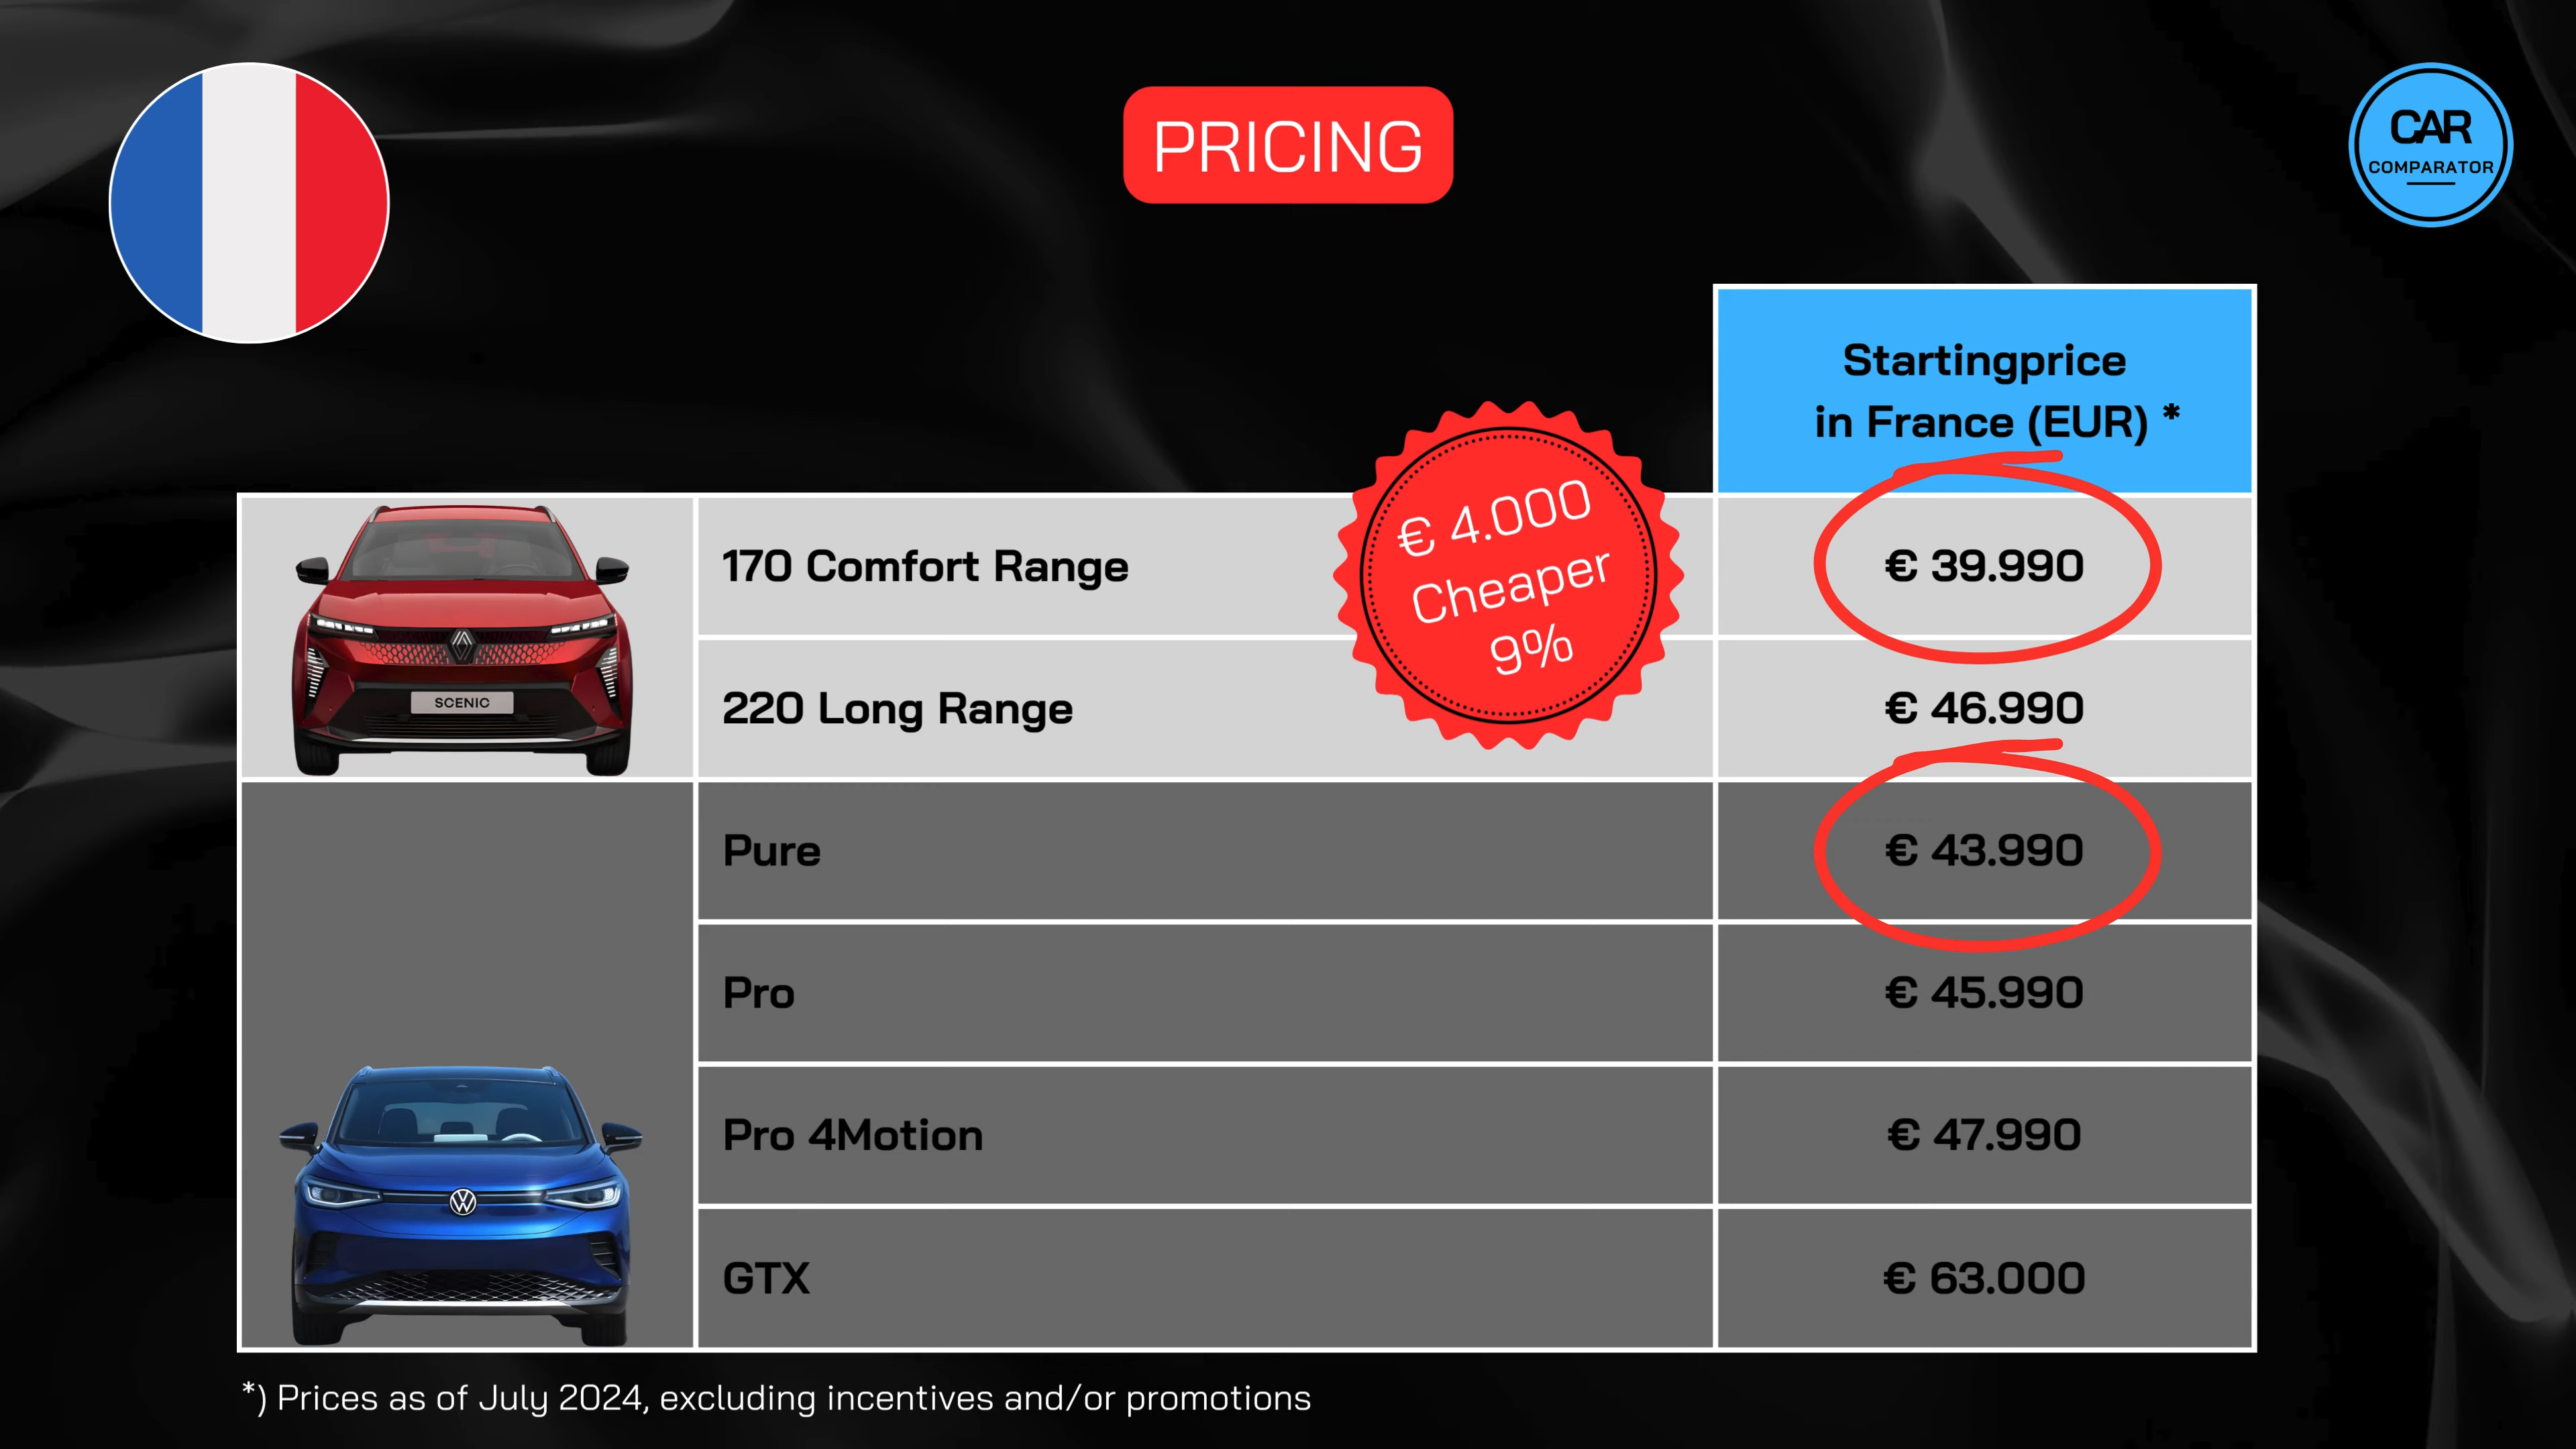 PRICING
CAR
COMPARATOR
Startingprice
in France (EUR) *
€ 4.000
Cheaper
9%
170 Comfort Range
€ 39.990
SCENIC
220 Long Range
€ 46.990
Pure
€ 43.990
Pro
€ 45.990
Pro 4Motion
€ 47.990
GTX
€ 63.000
*) Prices as of July 2024, excluding incentives and/or promotions